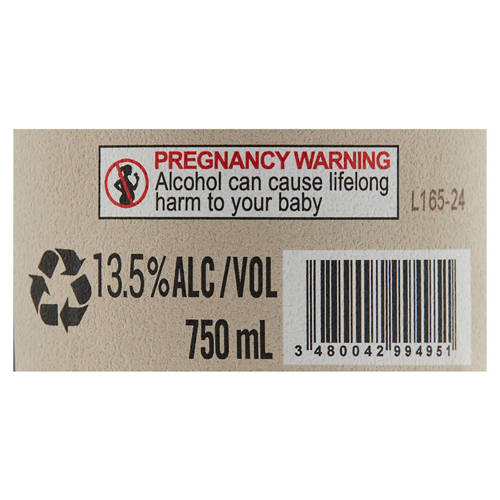 PREGNANCY WARNING
Alcohol can cause lifelong
harm to your baby
L165-24
13.5% ALC / VOL
750 mL
3 480042 994951